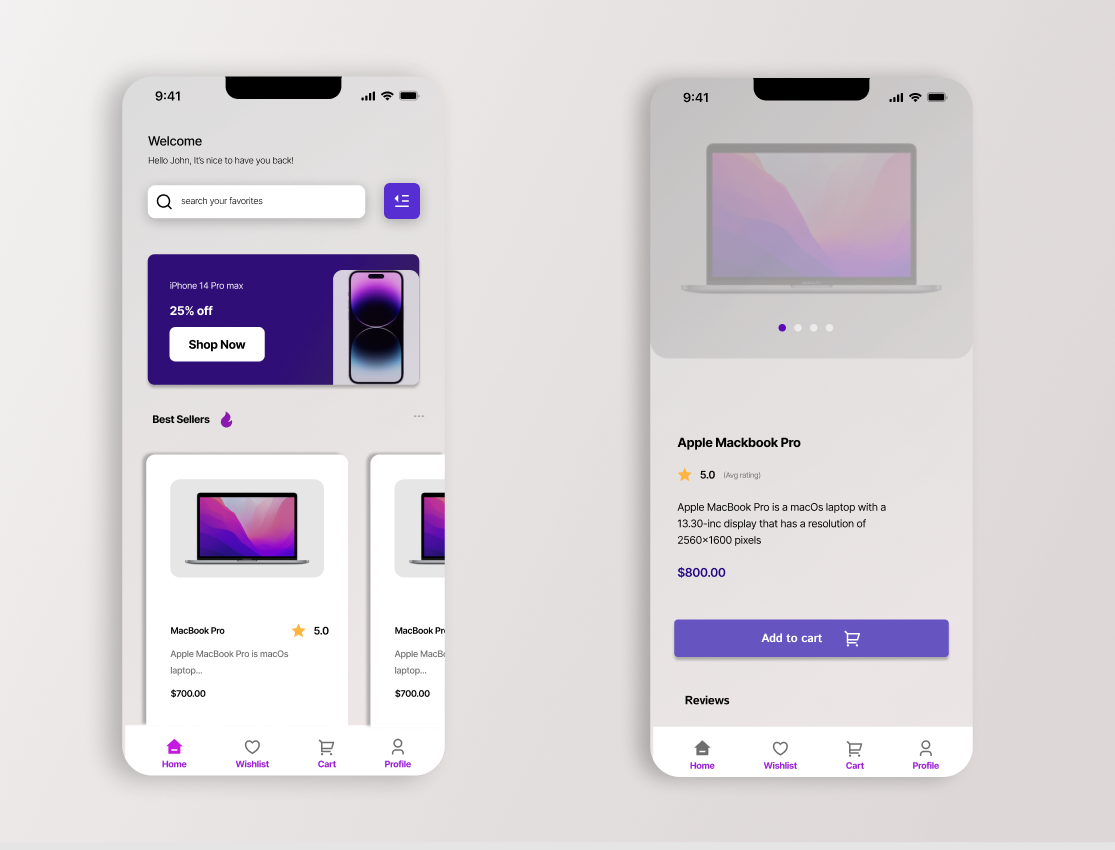 9:41
Welcome
Hello John, It's nice to have you back!
search your favorites
iPhone 14 Pro max
25% off
Shop Now
Best Sellers
MacBook Pro
5.0
Apple MacBook Pro is macOs
laptop...
$700.00
MacBook Pr
Apple MacB
laptop...
$700.00
Home
Wishlist
Cart
Profile
9:41
Apple Mackbook Pro
5.0 (Avg rating)
Apple MacBook Pro is a macOs laptop with a
13.30-inc display that has a resolution of
2560×1600 pixels
$800.00
Add to cart
Reviews
Home
Wishlist
Cart
Profile